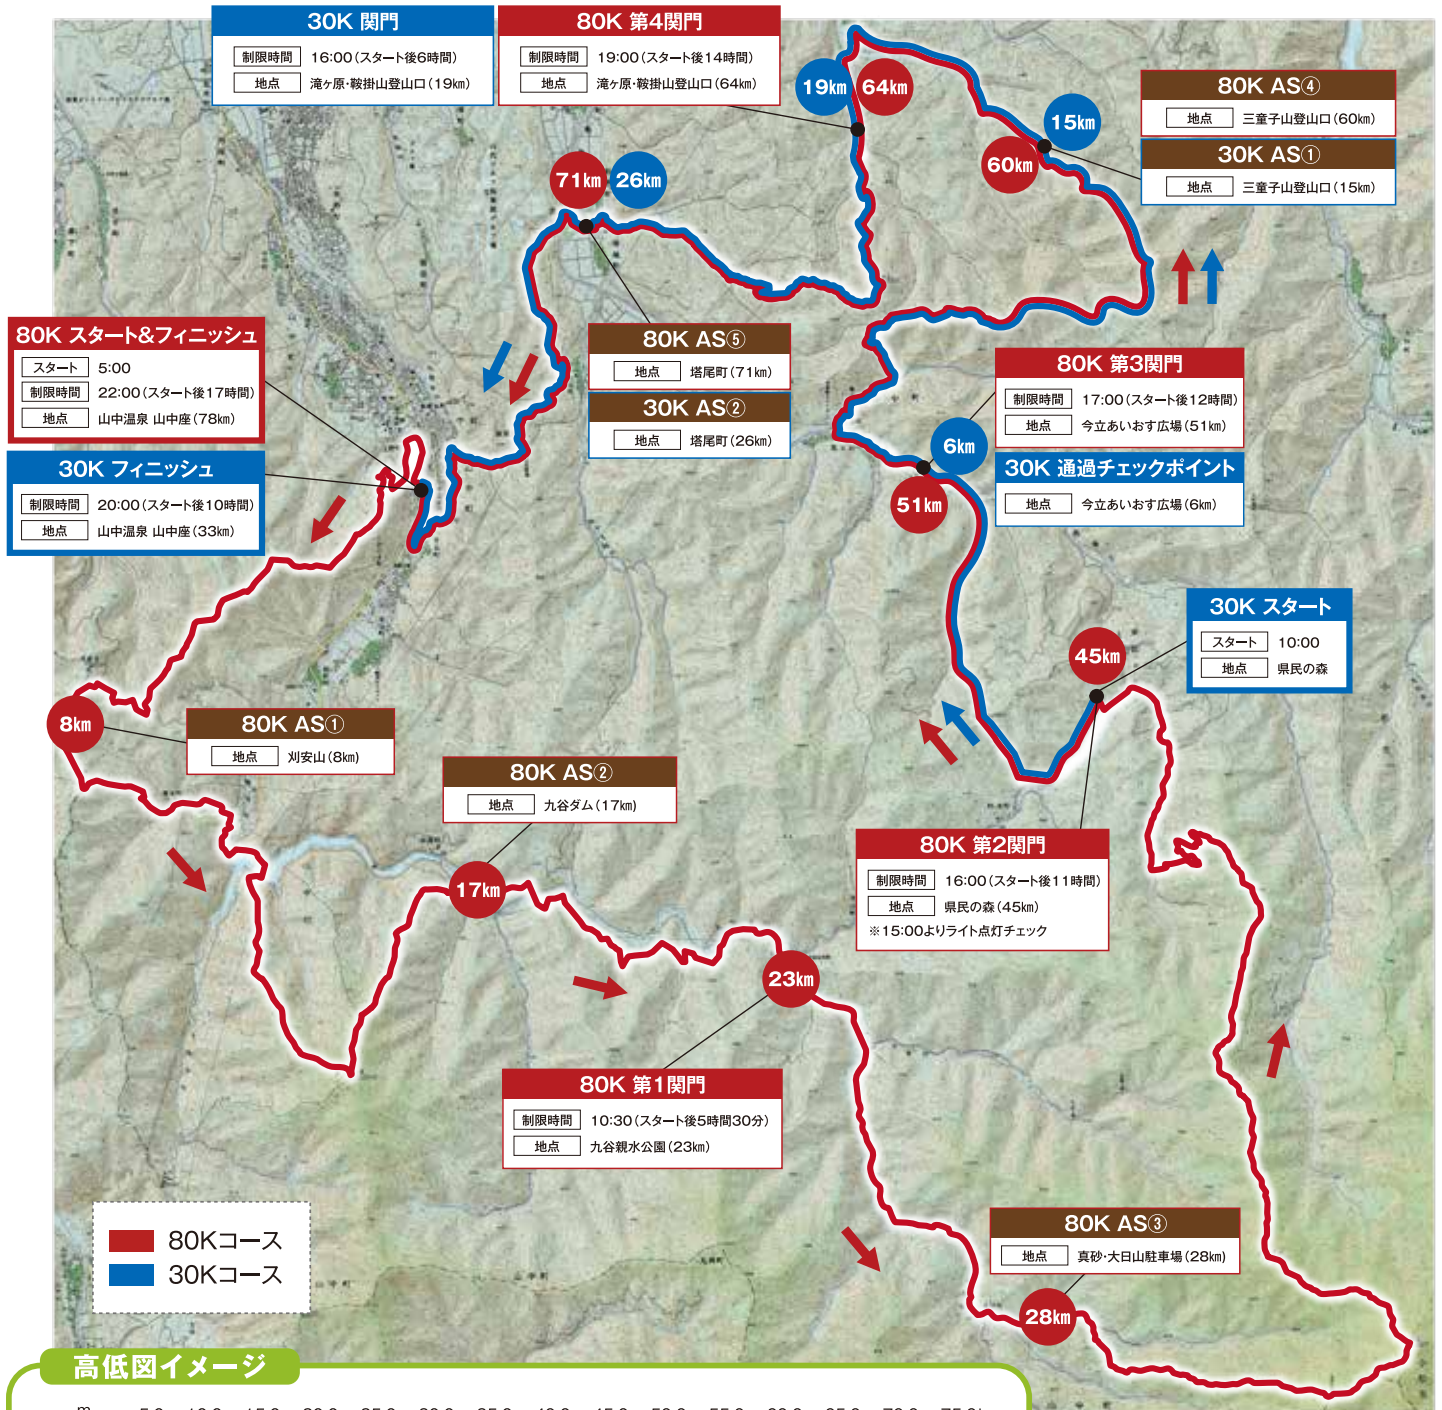 30K 関門
制限時間 16:00(スタート後6時間)
地点 滝ヶ原・鞍掛山登山口(19km)
80K 第4関門
制限時間 19:00(スタート後14時間)
地点 滝ヶ原・鞍掛山登山口(64km)
19km 64km
15km
60km
80K AS④
地点 三童子山登山口(60km)
30K AS①
地点 三童子山登山口(15km)
71km 26km
80K スタート&フィニッシュ
スタート 5:00
制限時間 22:00(スタート後17時間)
地点 山中温泉 山中座(78km)
30K フィニッシュ
制限時間 20:00(スタート後10時間)
地点 山中温泉 山中座(33km)
80K AS⑤
地点 塔尾町(71km)
30K AS②
地点 塔尾町(26km)
80K 第3関門
制限時間 17:00(スタート後12時間)
地点 今立あいおす広場(51km)
30K 通過チェックポイント
地点 今立あいおす広場(6km)
6km
51km
30K スタート
スタート 10:00
地点 県民の森
45km
8km
80K AS①
地点 刈安山(8km)
80K AS②
地点 九谷ダム(17km)
17km
80K 第2関門
制限時間 16:00(スタート後11時間)
地点 県民の森(45km)
※15:00よりライト点灯チェック
23km
80K 第1関門
制限時間 10:30(スタート後5時間30分)
地点 九谷親水公園(23km)
80K AS③
地点 真砂・大日山駐車場(28km)
28km
80Kコース
30Kコース
高低図イメージ